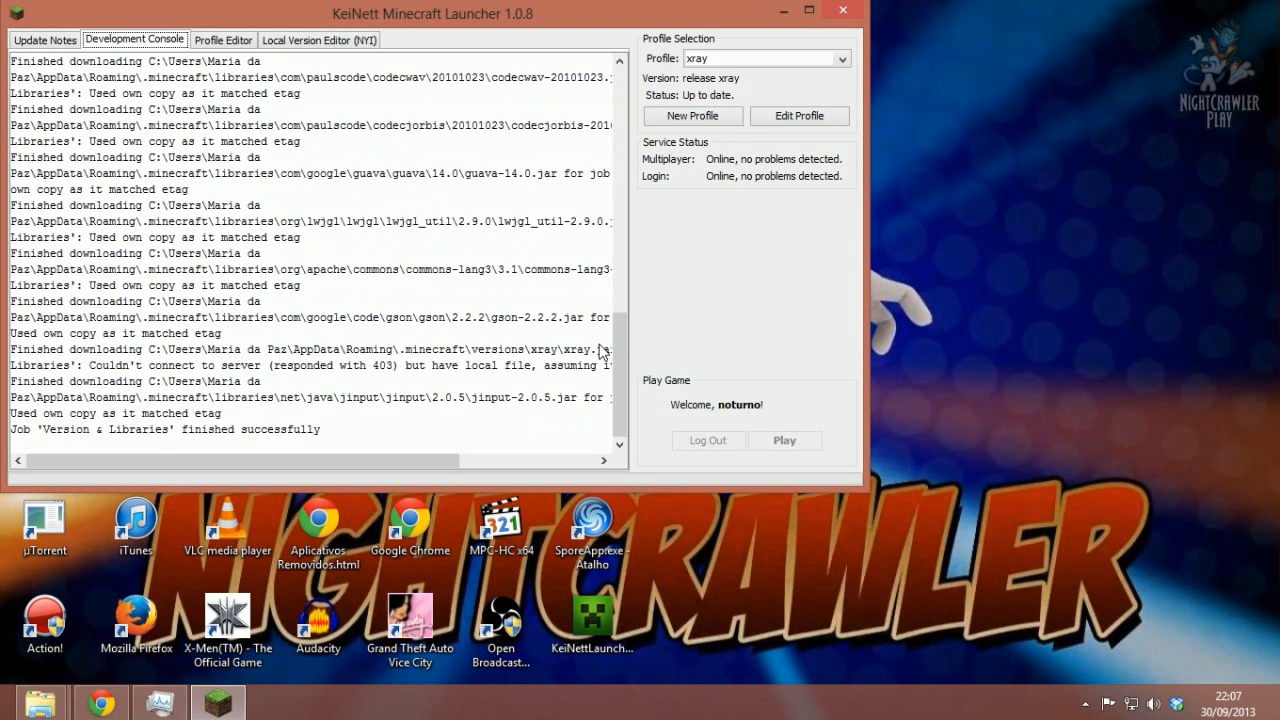 KeiNett Minecraft Launcher 1.0.8
Update Notes
Development Console
Profile Editor
Local Version Editor (NYI)
Finished downloading C:\Users\Maria da
Paz\AppData\Roaming\.minecraft\libraries\com\paulscode\codecwav\20101023\codecwav-20101023.
Libraries': Used own copy as it matched etag
Finished downloading C:\Users\Maria da
Paz\AppData\Roaming\.minecraft\libraries\com\paulscode\codecjorbis\20101023\codecjorbis-201
Libraries': Used own copy as it matched etag
Finished downloading C:\Users\Maria da
Paz\AppData\Roaming\.minecraft\libraries\com\google\guava\guava\14.0\guava-14.0.jar for job
own copy as it matched etag
Finished downloading C:\Users\Maria da
Paz\AppData\Roaming\.minecraft\libraries\org\lwjgl\lwjgl\lwjgl_util\2.9.0\lwjgl_util-2.9.0.
Libraries': Used own copy as it matched etag
Finished downloading C:\Users\Maria da
Paz\AppData\Roaming\.minecraft\libraries\org\apache\commons\commons-lang3\3.1\commons-lang3-
Libraries': Used own copy as it matched etag
Finished downloading C:\Users\Maria da
Paz\AppData\Roaming\.minecraft\libraries\com\google\code\gson\gson\2.2.2\gson-2.2.2.jar for
Used own copy as it matched etag
Finished downloading C:\Users\Maria da Paz\AppData\Roaming\.minecraft\versions\xray\xray.
Libraries': Couldn't connect to server (responded with 403) but have local file, assuming
Finished downloading C:\Users\Maria da
Paz\AppData\Roaming\.minecraft\libraries\net\java\jinput\jinput\2.0.5\jinput-2.0.5.jar for
Used own copy as it matched etag
Job 'Version & Libraries' finished successfully
Profile Selection
Profile: xray
Version: release xray
Status: Up to date.
New Profile
Edit Profile
Service Status
Multiplayer: Online, no problems detected.
Login: Online, no problems detected.
Play Game
Welcome, noturno!
Log Out
Play
NIGHTCRAWLER
PLAY
NIGHTCRAWLER
µTorrent
iTunes
VLC media player
Aplicativos
Removidos.html
Google Chrome
321
MPC-HC x64
SporeApp.exe -
Atalho
Action!
Mozilla Firefox
X-Men(TM) - The
Official Game
Audacity
Grand Theft Auto
Vice City
Open
Broadcast...
KeiNettLaunch...
22:07
30/09/2013